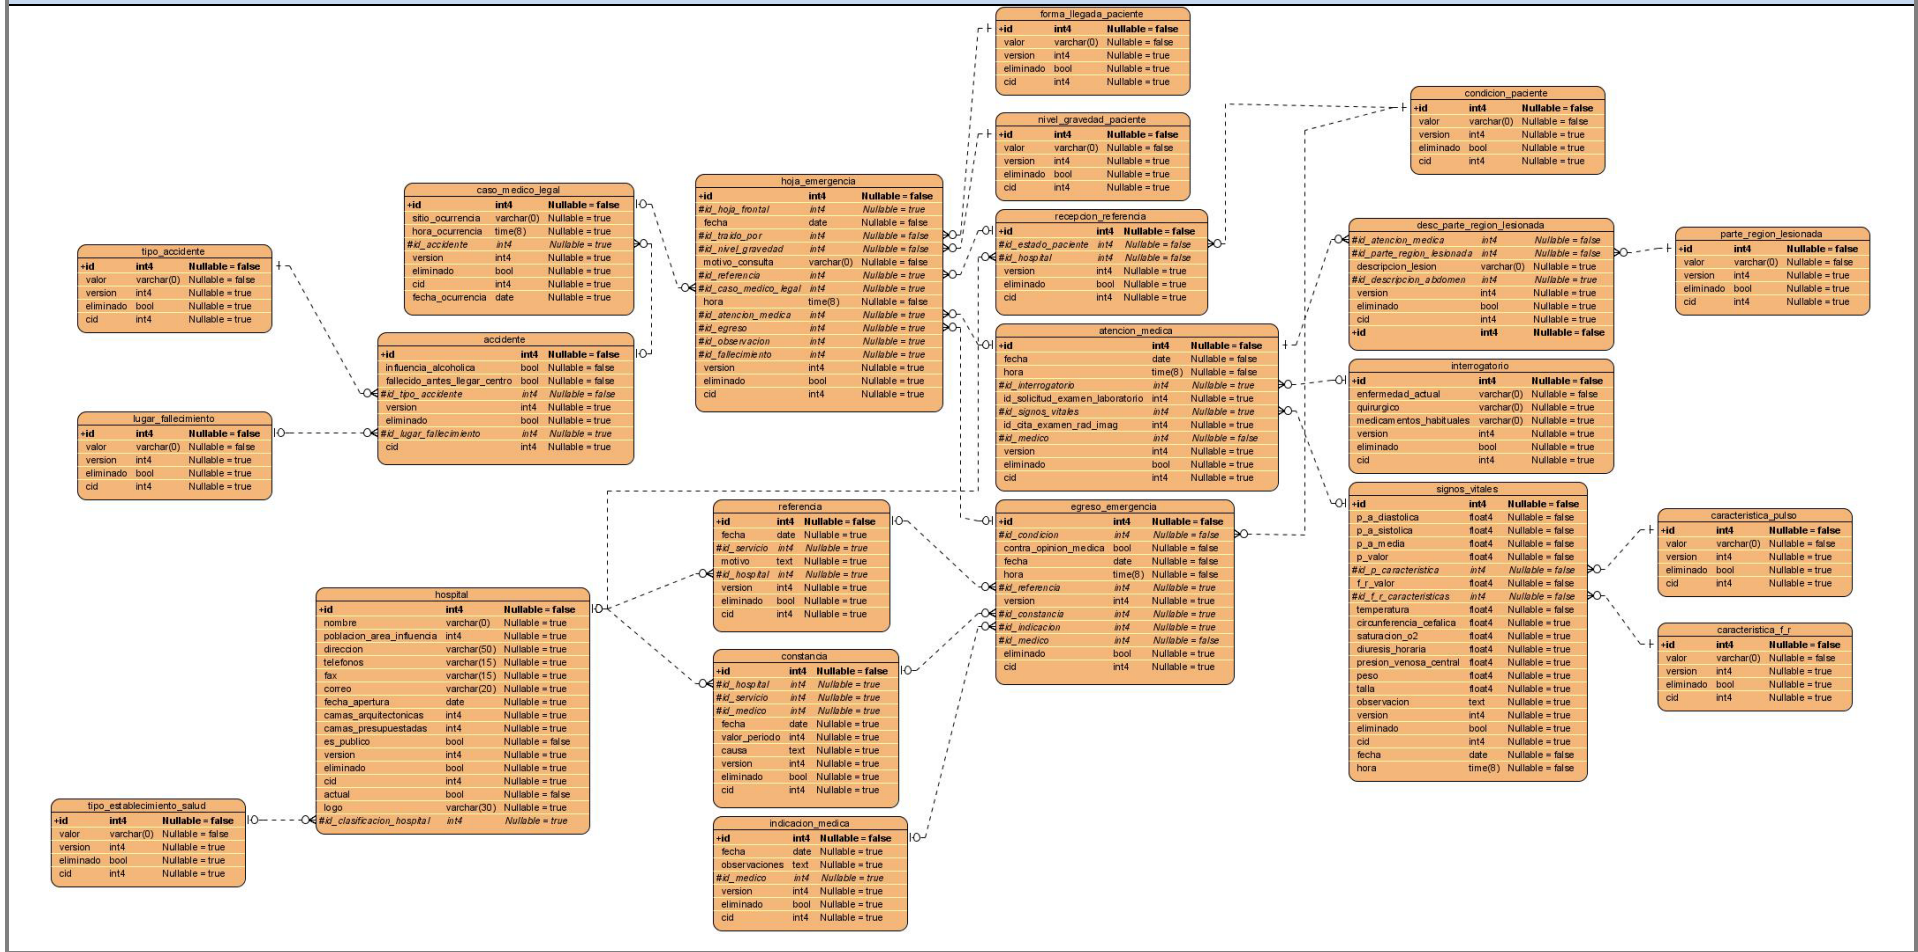 forma_llegada_paciente
+id int4 Nullable = false
valor varchar(0) Nullable = false
version int4 Nullable = true
eliminado bool Nullable = true
cid int4 Nullable = true
nivel_gravedad_paciente
+id int4 Nullable = false
valor varchar(0) Nullable = false
version int4 Nullable = true
eliminado bool Nullable = true
cid int4 Nullable = true
condicion_paciente
+id int4 Nullable = false
valor varchar(0) Nullable = false
version int4 Nullable = true
eliminado bool Nullable = true
cid int4 Nullable = true
caso_medico_legal
+id int4 Nullable = false
sitio_ocurrencia varchar(0) Nullable = true
hora_ocurrencia time(8) Nullable = true
#id_accidente int4 Nullable = true
version int4 Nullable = true
eliminado bool Nullable = true
cid int4 Nullable = true
fecha_ocurrencia date Nullable = true
hoja_emergencia
+id int4 Nullable = false
#id_hoja_frontal int4 Nullable = true
fecha date Nullable = false
#id_traido_por int4 Nullable = true
#id_nivel_gravedad int4 Nullable = false
motivo_consulta varchar(0) Nullable = false
#id_referencia int4 Nullable = true
#id_caso_medico_legal int4 Nullable = true
hora time(8) Nullable = false
#id_atencion_medica int4 Nullable = true
#id_egreso int4 Nullable = true
#id_observacion int4 Nullable = true
#id_fallecimiento int4 Nullable = true
version int4 Nullable = true
eliminado bool Nullable = true
cid int4 Nullable = true
recepcion_referencia
+id int4 Nullable = false
#id_estado_paciente int4 Nullable = false
#id_hospital int4 Nullable = false
version int4 Nullable = true
eliminado bool Nullable = true
cid int4 Nullable = true
desc_parte_region_lesionada
#id_atencion_medica int4 Nullable = false
#id_parte_region_lesionada int4 Nullable = false
descripcion_lesion varchar(0) Nullable = true
#id_descripcion_abdomen int4 Nullable = true
version int4 Nullable = true
eliminado bool Nullable = true
cid int4 Nullable = true
+id int4 Nullable = false
parte_region_lesionada
+id int4 Nullable = false
valor varchar(0) Nullable = false
version int4 Nullable = true
eliminado bool Nullable = true
cid int4 Nullable = true
tipo_accidente
+id int4 Nullable = false
valor varchar(0) Nullable = false
version int4 Nullable = true
eliminado bool Nullable = true
cid int4 Nullable = true
accidente
+id int4 Nullable = false
influencia_alcoholica bool Nullable = false
fallecido_antes_llegar_centro bool Nullable = false
#id_tipo_accidente int4 Nullable = false
version int4 Nullable = true
eliminado bool Nullable = true
#id_lugar_fallecimiento int4 Nullable = true
cid int4 Nullable = true
atencion_medica
+id int4 Nullable = false
fecha date Nullable = false
hora time(8) Nullable = false
#id_interrogatorio int4 Nullable = true
id_solicitud_examen_laboratorio int4 Nullable = true
#id_signos_vitales int4 Nullable = true
id_cita_examen_rad_imag int4 Nullable = true
#id_medico int4 Nullable = false
version int4 Nullable = true
eliminado bool Nullable = true
cid int4 Nullable = true
interrogatorio
+id int4 Nullable = false
enfermedad_actual varchar(0) Nullable = false
quirurgico varchar(0) Nullable = true
medicamentos_habituales varchar(0) Nullable = true
version int4 Nullable = true
eliminado bool Nullable = true
cid int4 Nullable = true
lugar_fallecimiento
+id int4 Nullable = false
valor varchar(0) Nullable = false
version int4 Nullable = true
eliminado bool Nullable = true
cid int4 Nullable = true
signos_vitales
+id int4 Nullable = false
p_a_diastolica float4 Nullable = false
p_a_sistolica float4 Nullable = false
p_a_media float4 Nullable = false
p_valor float4 Nullable = false
#id_p_caracteristica int4 Nullable = false
f_r_valor float4 Nullable = false
#id_f_r_caracteristicas int4 Nullable = false
temperatura float4 Nullable = false
circunferencia_cefalica float4 Nullable = true
saturacion_o2 float4 Nullable = true
diuresis_horaria float4 Nullable = true
presion_venosa_central float4 Nullable = true
peso float4 Nullable = true
talla float4 Nullable = true
observacion text Nullable = true
version int4 Nullable = true
eliminado bool Nullable = true
cid int4 Nullable = true
fecha date Nullable = false
hora time(8) Nullable = false
referencia
+id int4 Nullable = false
fecha date Nullable = true
#id_servicio int4 Nullable = true
motivo text Nullable = true
#id_hospital int4 Nullable = true
version int4 Nullable = true
eliminado bool Nullable = true
cid int4 Nullable = true
egreso_emergencia
+id int4 Nullable = false
#id_condicion int4 Nullable = false
contra_opinion_medica bool Nullable = false
fecha date Nullable = false
hora time(8) Nullable = false
#id_referencia int4 Nullable = true
version int4 Nullable = true
#id_constancia int4 Nullable = true
#id_indicacion int4 Nullable = true
#id_medico int4 Nullable = false
eliminado bool Nullable = true
cid int4 Nullable = true
caracteristica_pulso
+id int4 Nullable = false
valor varchar(0) Nullable = false
version int4 Nullable = true
eliminado bool Nullable = true
cid int4 Nullable = true
hospital
+id int4 Nullable = false
nombre varchar(0) Nullable = true
poblacion_area_influencia int4 Nullable = true
direccion varchar(50) Nullable = true
telefonos varchar(15) Nullable = true
fax varchar(15) Nullable = true
correo varchar(20) Nullable = true
fecha_apertura date Nullable = true
camas_arquitectonicas int4 Nullable = true
camas_presupuestadas int4 Nullable = true
es_publico bool Nullable = false
version int4 Nullable = true
eliminado bool Nullable = true
cid int4 Nullable = true
actual bool Nullable = false
logo varchar(30) Nullable = true
#id_clasificacion_hospital int4 Nullable = true
constancia
+id int4 Nullable = false
#id_hospital int4 Nullable = true
#id_servicio int4 Nullable = true
#id_medico int4 Nullable = true
fecha date Nullable = true
valor_periodo int4 Nullable = true
causa text Nullable = true
version int4 Nullable = true
eliminado bool Nullable = true
cid int4 Nullable = true
caracteristica_f_r
+id int4 Nullable = false
valor varchar(0) Nullable = false
version int4 Nullable = true
eliminado bool Nullable = true
cid int4 Nullable = true
tipo_establecimiento_salud
+id int4 Nullable = false
valor varchar(0) Nullable = false
version int4 Nullable = true
eliminado bool Nullable = true
cid int4 Nullable = true
indicacion_medica
+id int4 Nullable = false
fecha date Nullable = true
observaciones text Nullable = true
#id_medico int4 Nullable = true
version int4 Nullable = true
eliminado bool Nullable = true
cid int4 Nullable = true